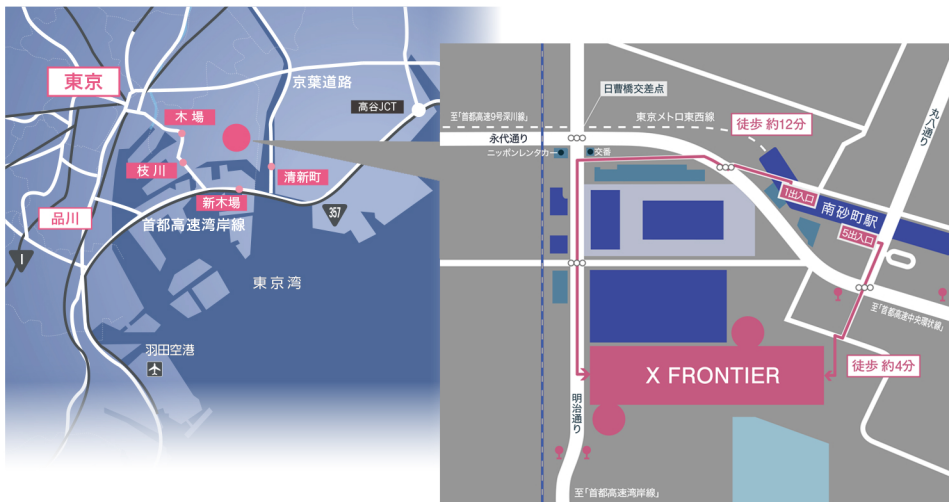 東京
木場
枝川
品川
新木場
清新町
京葉道路
高谷JCT
首都高速湾岸線
357
1
東京湾
羽田空港
日曹橋交差点
至「首都高速9号深川線」
東京メトロ東西線
徒歩 約12分
丸八通り
永代通り
ニッポンレンタカー
交番
1出入口
南砂町駅
5出入口
至「首都高速中央環状線」
X FRONTIER
徒歩 約4分
明治通り
至「首都高速湾岸線」